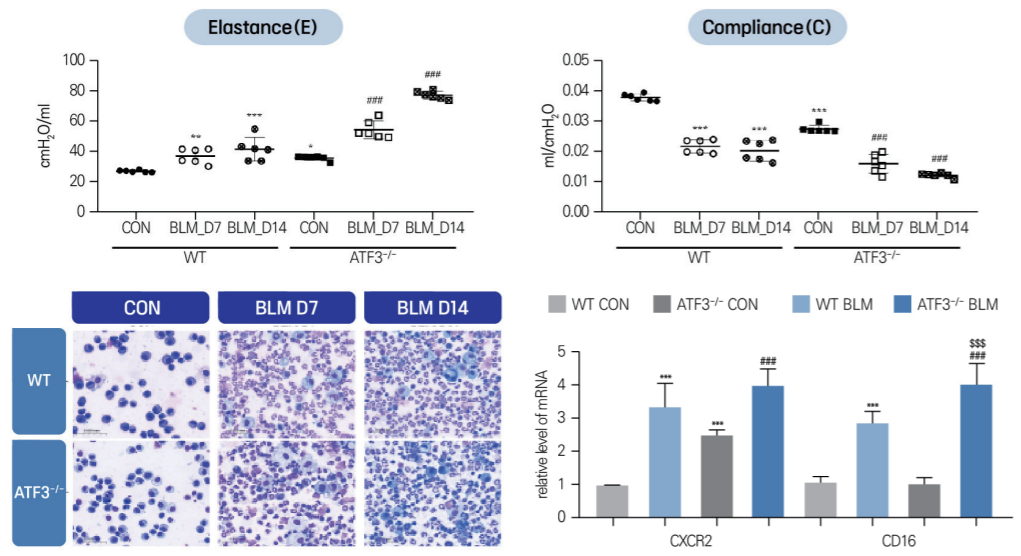 Elastance (E)
cmH₂O/ml
100
80
60
40
20
0
**
***
*
###
###
CON BLM_D7 BLM_D14 CON BLM_D7 BLM_D14
WT ATF3⁻/⁻
Compliance (C)
ml/cmH₂O
0.05
0.04
0.03
0.02
0.01
0.00
***
***
***
###
###
CON BLM_D7 BLM_D14 CON BLM_D7 BLM_D14
WT ATF3⁻/⁻
CON BLM D7 BLM D14
WT
ATF3⁻/⁻
WT CON ATF3⁻/⁻ CON WT BLM ATF3⁻/⁻ BLM
relative level of mRNA
5
4
3
2
1
0
***
***
###
***
$$$
###
CXCR2 CD16